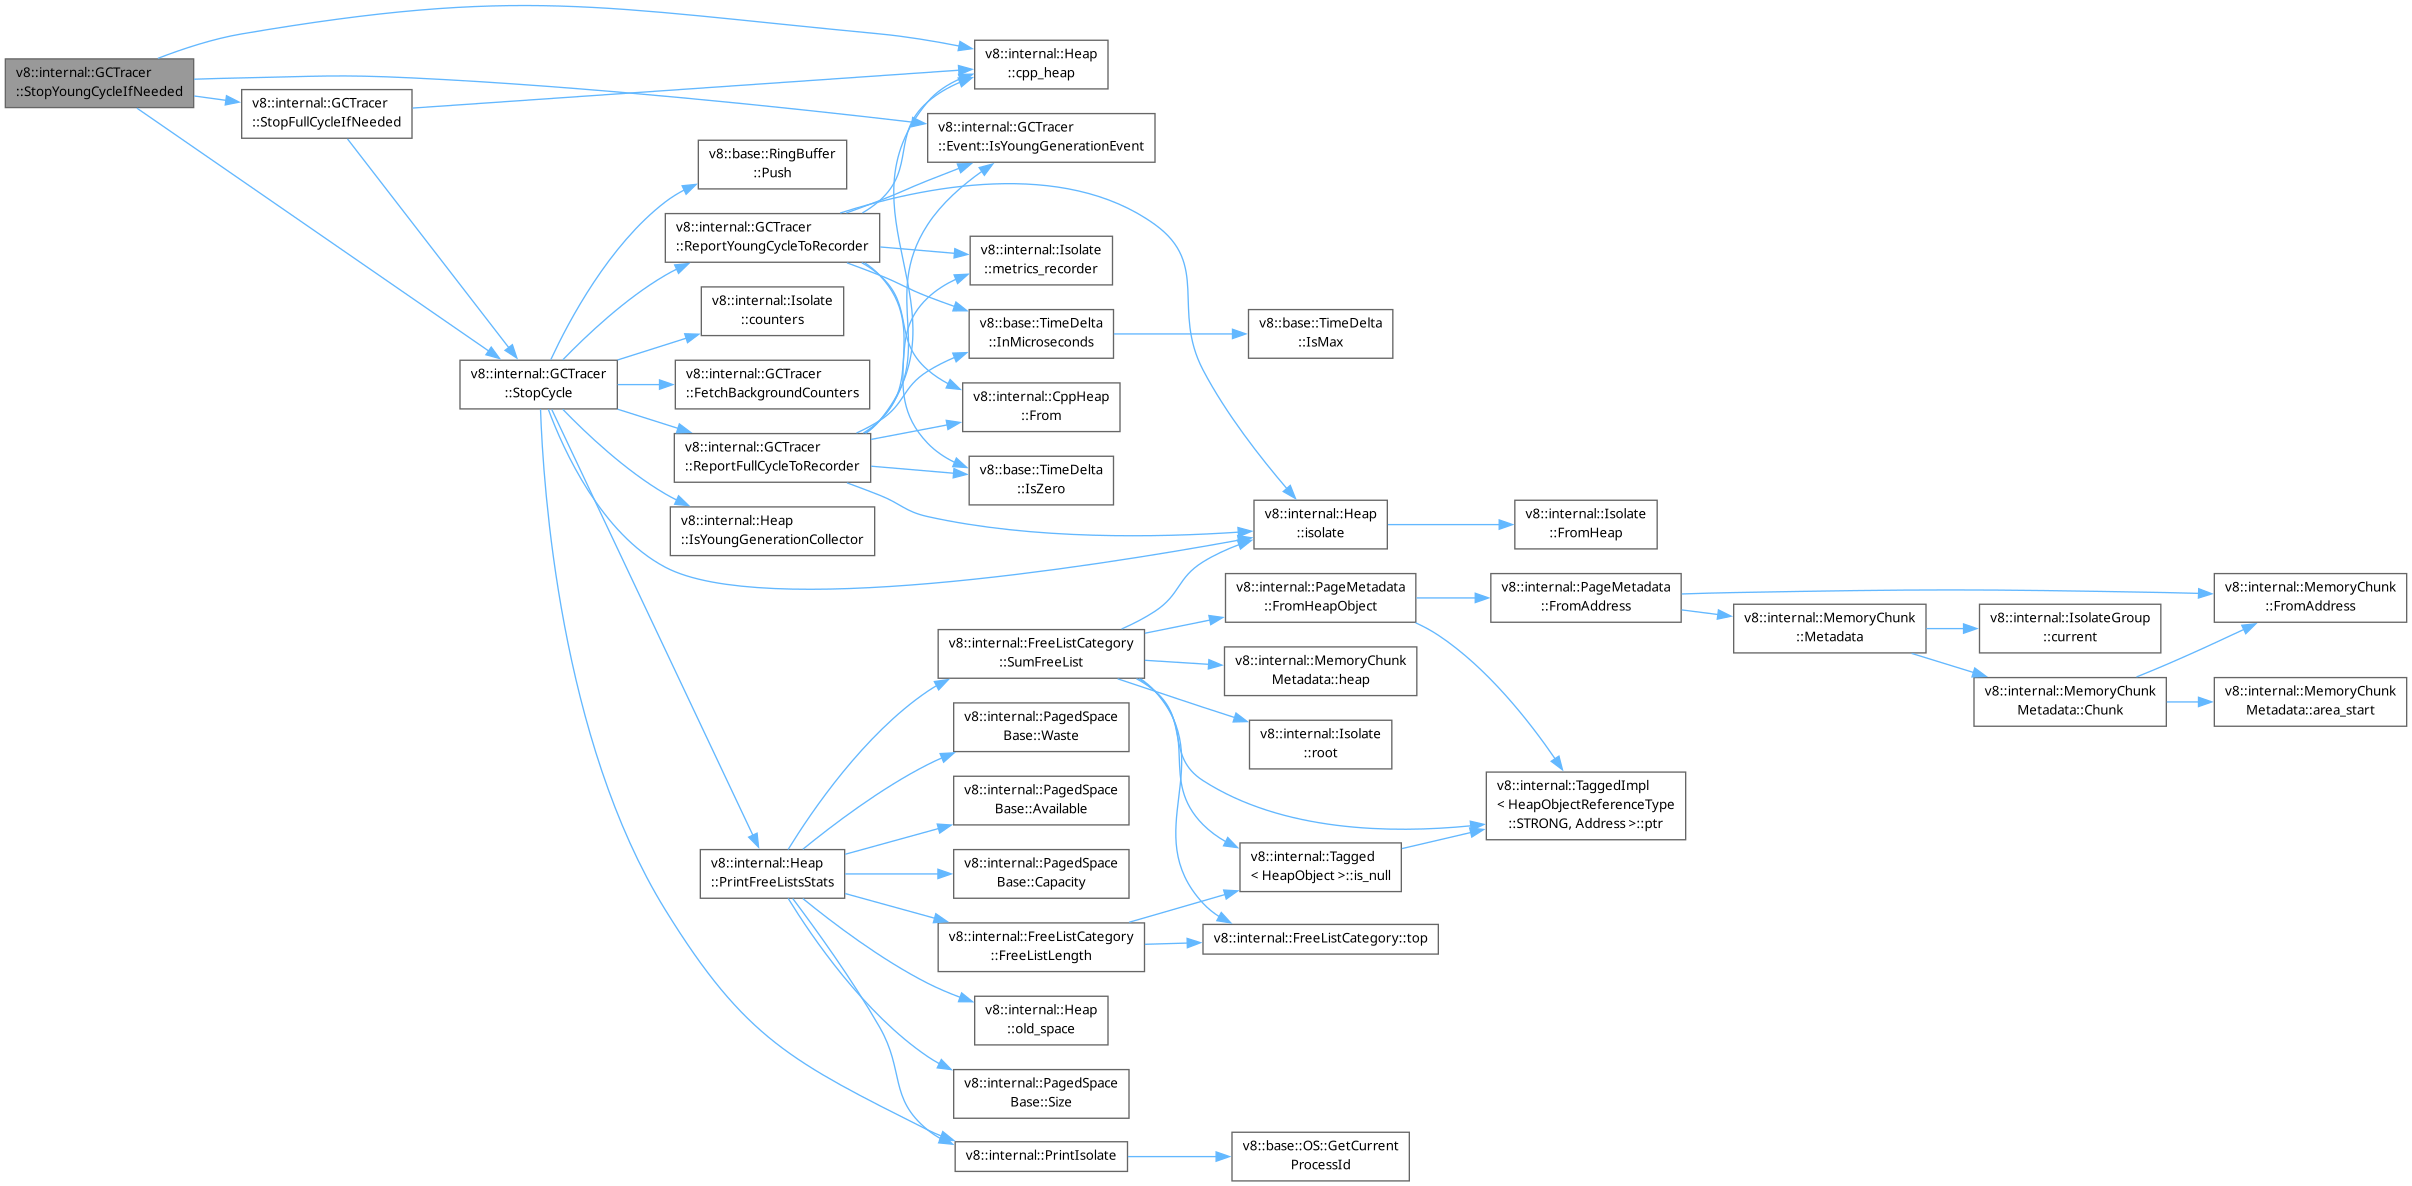 v8::internal::GCTracer
::StopYoungCycleIfNeeded
v8::internal::GCTracer
::StopFullCycleIfNeeded
v8::internal::GCTracer
::StopCycle
v8::base::RingBuffer
::Push
v8::internal::GCTracer
::ReportYoungCycleToRecorder
v8::internal::Isolate
::counters
v8::internal::GCTracer
::FetchBackgroundCounters
v8::internal::GCTracer
::ReportFullCycleToRecorder
v8::internal::Heap
::IsYoungGenerationCollector
v8::internal::Heap
::PrintFreeListsStats
v8::internal::Heap
::cpp_heap
v8::internal::GCTracer
::Event::IsYoungGenerationEvent
v8::internal::Isolate
::metrics_recorder
v8::base::TimeDelta
::InMicroseconds
v8::internal::CppHeap
::From
v8::base::TimeDelta
::IsZero
v8::internal::FreeListCategory
::SumFreeList
v8::internal::PagedSpace
Base::Waste
v8::internal::PagedSpace
Base::Available
v8::internal::PagedSpace
Base::Capacity
v8::internal::FreeListCategory
::FreeListLength
v8::internal::Heap
::old_space
v8::internal::PagedSpace
Base::Size
v8::internal::PrintIsolate
v8::base::TimeDelta
::IsMax
v8::internal::Heap
::isolate
v8::internal::PageMetadata
::FromHeapObject
v8::internal::MemoryChunk
Metadata::heap
v8::internal::Isolate
::root
v8::internal::Tagged
< HeapObject >::is_null
v8::internal::FreeListCategory::top
v8::base::OS::GetCurrent
ProcessId
v8::internal::Isolate
::FromHeap
v8::internal::PageMetadata
::FromAddress
v8::internal::TaggedImpl
< HeapObjectReferenceType
::STRONG, Address >::ptr
v8::internal::MemoryChunk
::Metadata
v8::internal::IsolateGroup
::current
v8::internal::MemoryChunk
Metadata::Chunk
v8::internal::MemoryChunk
::FromAddress
v8::internal::MemoryChunk
Metadata::area_start